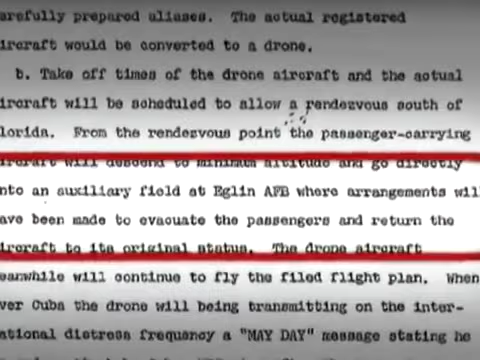 arefully prepared aliases. The actual registered
ircraft would be converted to a drone.
b. Take off times of the drone aircraft and the actual
ircraft will be scheduled to allow a rendezvous south of
lorida. From the rendezvous point the passenger-carrying
ircraft will descend to minimum altitude and go directly
nto an auxiliary field at Eglin AFB where arrangements wil
ave been made to evacuate the passengers and return the
ircraft to its original status. The drone aircraft
eanwhile will continue to fly the filed flight plan. When
ver Cuba the drone will being transmitting on the inter-
ational distress frequency a "MAY DAY" message stating he